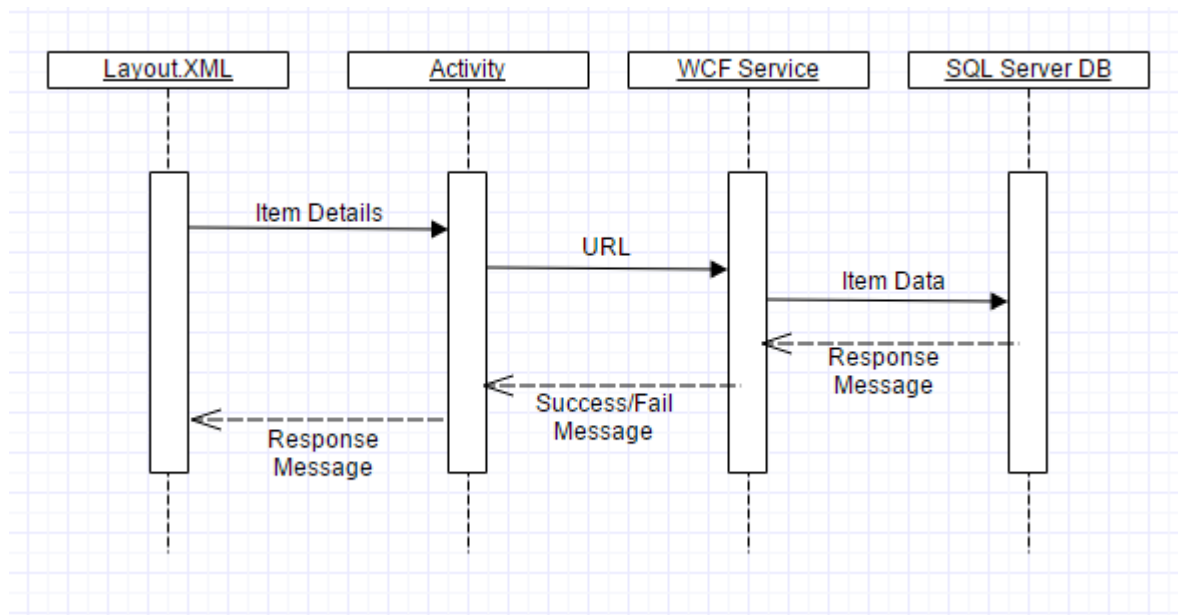 Layout.XML
Activity
WCF Service
SQL Server DB
Item Details
URL
Item Data
Response
Message
Success/Fail
Message
Response
Message